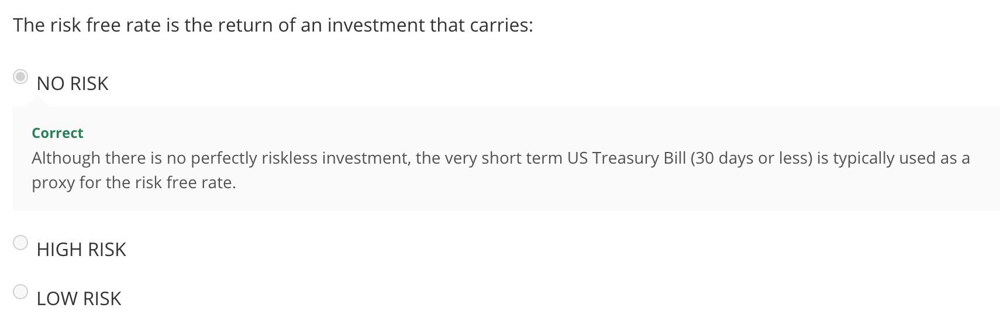 The risk free rate is the return of an investment that carries:
NO RISK
Correct
Although there is no perfectly riskless investment, the very short term US Treasury Bill (30 days or less) is typically used as a
proxy for the risk free rate.
HIGH RISK
LOW RISK